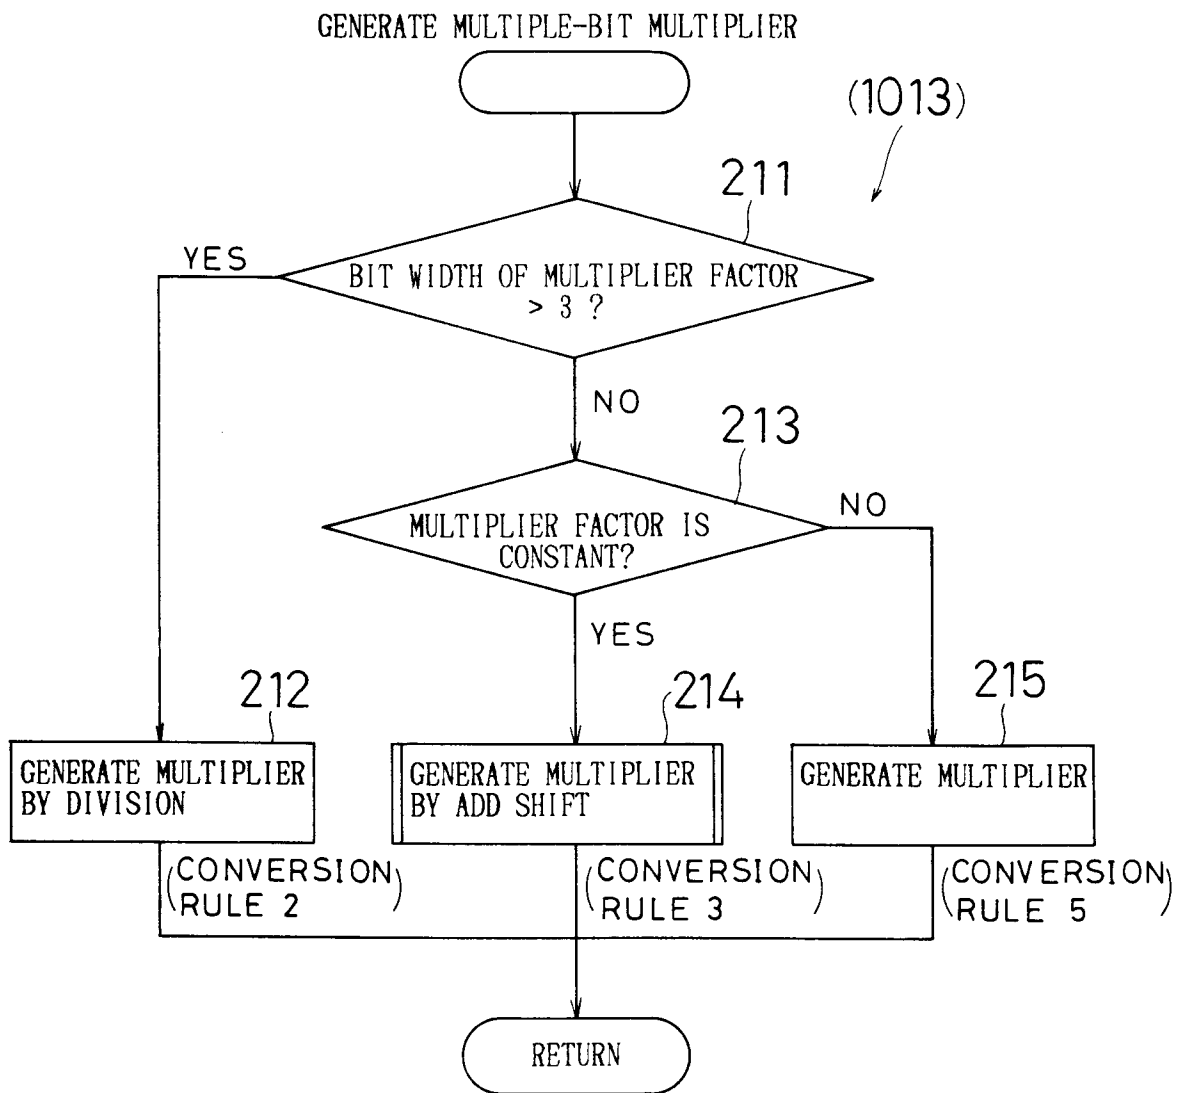 GENERATE MULTIPLE-BIT MULTIPLIER
(1013)
211
YES
BIT WIDTH OF MULTIPLIER FACTOR
> 3 ?
NO
213
MULTIPLIER FACTOR IS
CONSTANT?
NO
YES
212
214
215
GENERATE MULTIPLIER
BY DIVISION
GENERATE MULTIPLIER
BY ADD SHIFT
GENERATE MULTIPLIER
(CONVERSION
RULE 2)
(CONVERSION
RULE 3)
(CONVERSION
RULE 5)
RETURN